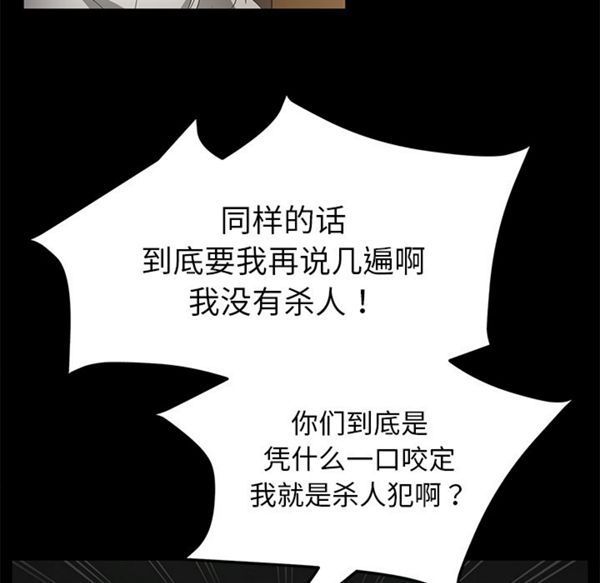 同样的话
到底要我再说几遍啊
我没有杀人！
你们到底是
凭什么一口咬定
我就是杀人犯啊？